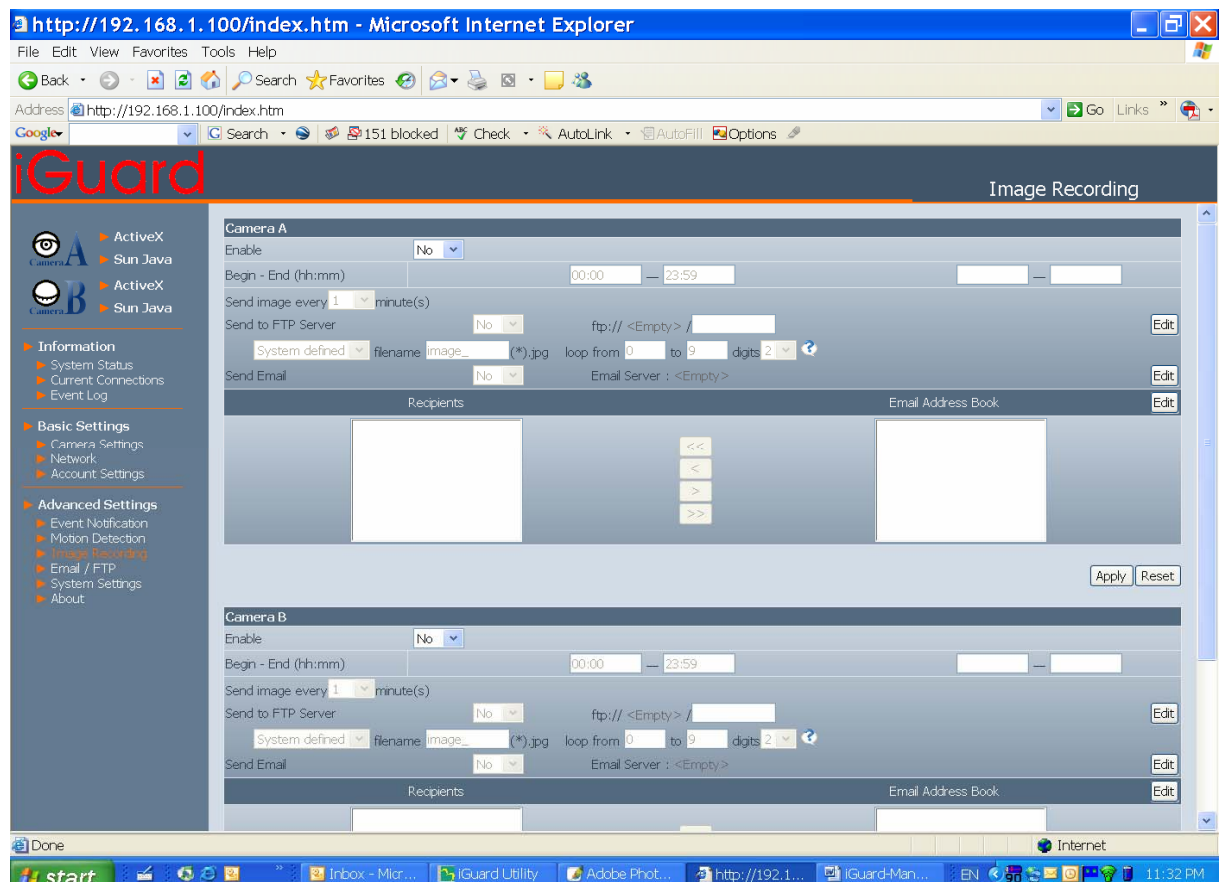 http://192.168.1.100/index.htm - Microsoft Internet Explorer
File Edit View Favorites Tools Help
Back Search Favorites
Address http://192.168.1.100/index.htm Go Links »
Google G Search 151 blocked Check AutoLink AutoFill Options
iGuard
Image Recording
Camera A
ActiveX
Sun Java
Camera B
ActiveX
Sun Java
Information
System Status
Current Connections
Event Log
Basic Settings
Camera Settings
Network
Account Settings
Advanced Settings
Event Notification
Motion Detection
Image Recording
Email / FTP
System Settings
About
Camera A
Enable No
Begin - End (hh:mm) 00:00 — 23:59 —
Send image every 1 minute(s)
Send to FTP Server No ftp:// <Empty> / Edit
System defined filename image_ (*).jpg loop from 0 to 9 digits 2
Send Email No Email Server : <Empty> Edit
Recipients Email Address Book Edit
<<
<
>
>>
Apply Reset
Camera B
Enable No
Begin - End (hh:mm) 00:00 — 23:59 —
Send image every 1 minute(s)
Send to FTP Server No ftp:// <Empty> / Edit
System defined filename image_ (*).jpg loop from 0 to 9 digits 2
Send Email No Email Server : <Empty> Edit
Recipients Email Address Book Edit
Done Internet
start » Inbox - Micr... iGuard Utility Adobe Phot... http://192.1... iGuard-Man... EN 11:32 PM